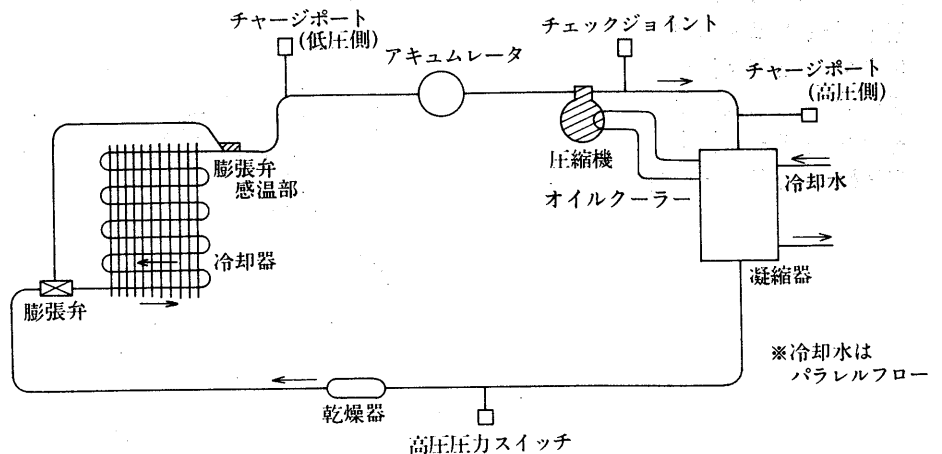 チャージポート
(低圧側)
チェックジョイント
アキュムレータ
チャージポート
(高圧側)
膨張弁
感温部
圧縮機
オイルクーラー
冷却水
冷却器
凝縮器
膨張弁
※冷却水は
パラレルフロー
乾燥器
高圧圧力スイッチ